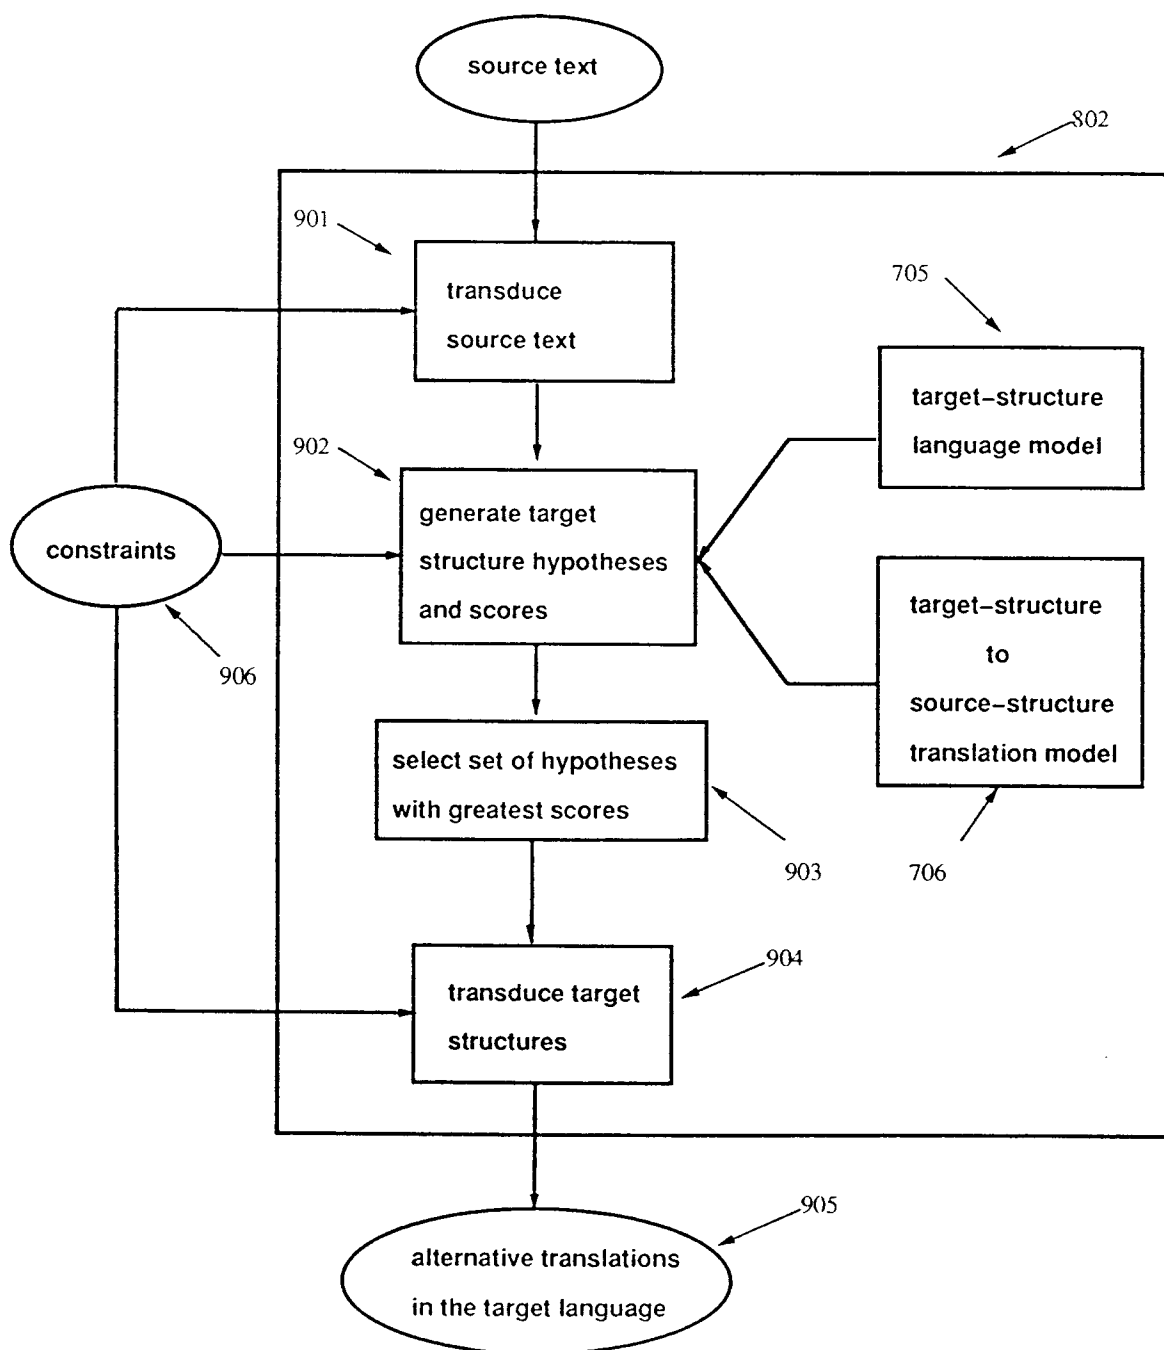 source text
802
901
transduce
source text
705
target-structure
language model
902
generate target
structure hypotheses
and scores
constraints
906
target-structure
to
source-structure
translation model
706
select set of hypotheses
with greatest scores
903
904
transduce target
structures
905
alternative translations
in the target language